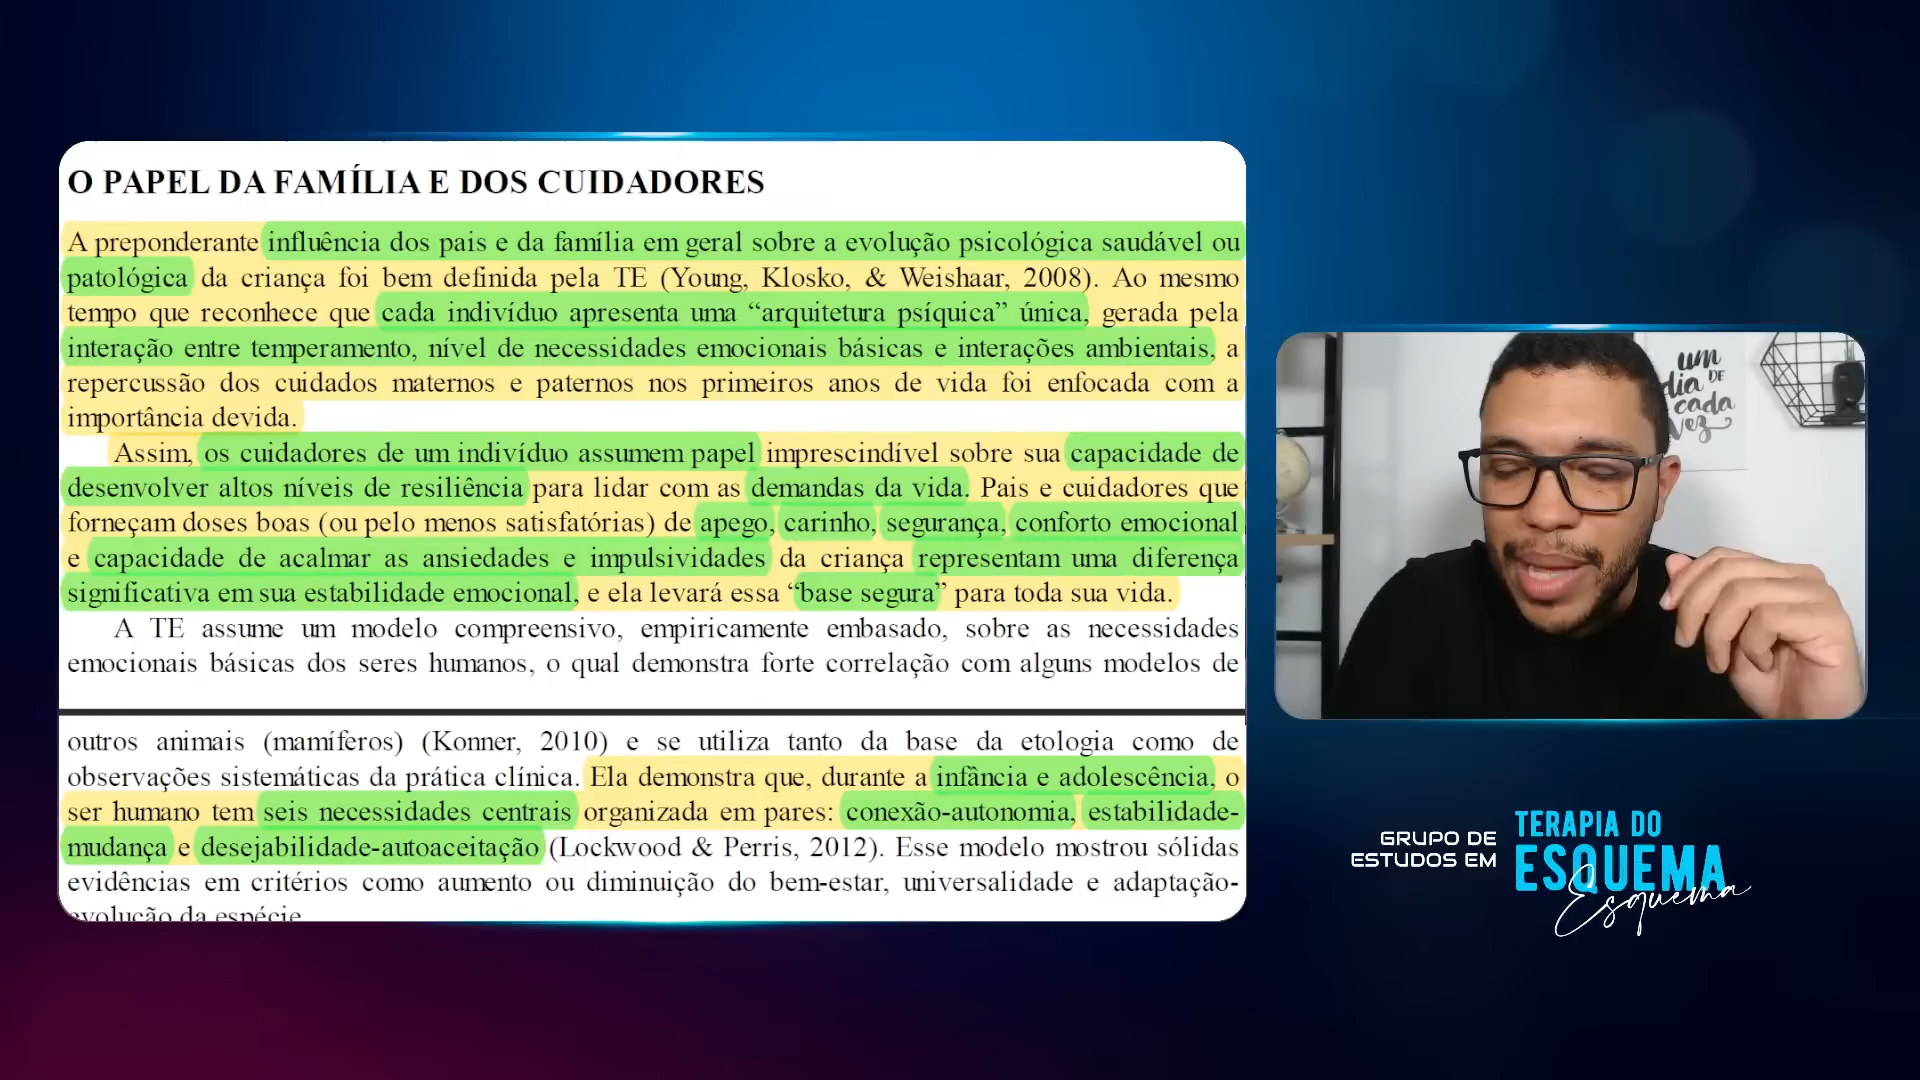 O PAPEL DA FAMÍLIA E DOS CUIDADORES
A preponderante influência dos pais e da família em geral sobre a evolução psicológica saudável ou
patológica da criança foi bem definida pela TE (Young, Klosko, & Weishaar, 2008). Ao mesmo
tempo que reconhece que cada indivíduo apresenta uma “arquitetura psíquica” única, gerada pela
interação entre temperamento, nível de necessidades emocionais básicas e interações ambientais, a
repercussão dos cuidados maternos e paternos nos primeiros anos de vida foi enfocada com a
importância devida.
Assim, os cuidadores de um indivíduo assumem papel imprescindível sobre sua capacidade de
desenvolver altos níveis de resiliência para lidar com as demandas da vida. Pais e cuidadores que
forneçam doses boas (ou pelo menos satisfatórias) de apego, carinho, segurança, conforto emocional
e capacidade de acalmar as ansiedades e impulsividades da criança representam uma diferença
significativa em sua estabilidade emocional, e ela levará essa “base segura” para toda sua vida.
A TE assume um modelo compreensivo, empiricamente embasado, sobre as necessidades
emocionais básicas dos seres humanos, o qual demonstra forte correlação com alguns modelos de
outros animais (mamíferos) (Konner, 2010) e se utiliza tanto da base da etologia como de
observações sistemáticas da prática clínica. Ela demonstra que, durante a infância e adolescência, o
ser humano tem seis necessidades centrais organizada em pares: conexão-autonomia, estabilidade-
mudança e desejabilidade-autoaceitação (Lockwood & Perris, 2012). Esse modelo mostrou sólidas
evidências em critérios como aumento ou diminuição do bem-estar, universalidade e adaptação-
evolução da espécie
um
dia DE
cada
vez
GRUPO DE
ESTUDOS EM
TERAPIA DO
ESQUEMA
Esquema